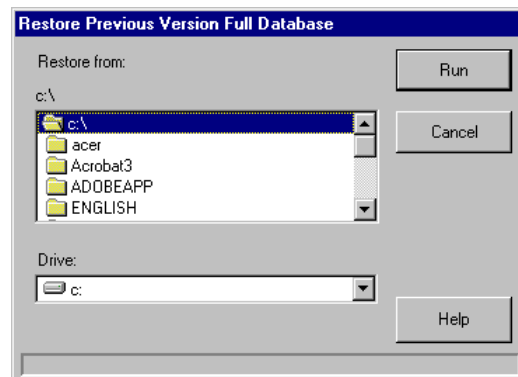 Restore Previous Version Full Database
Restore from:
c:\
c:\
acer
Acrobat3
ADOBEAPP
ENGLISH
Drive:
c:
Run
Cancel
Help